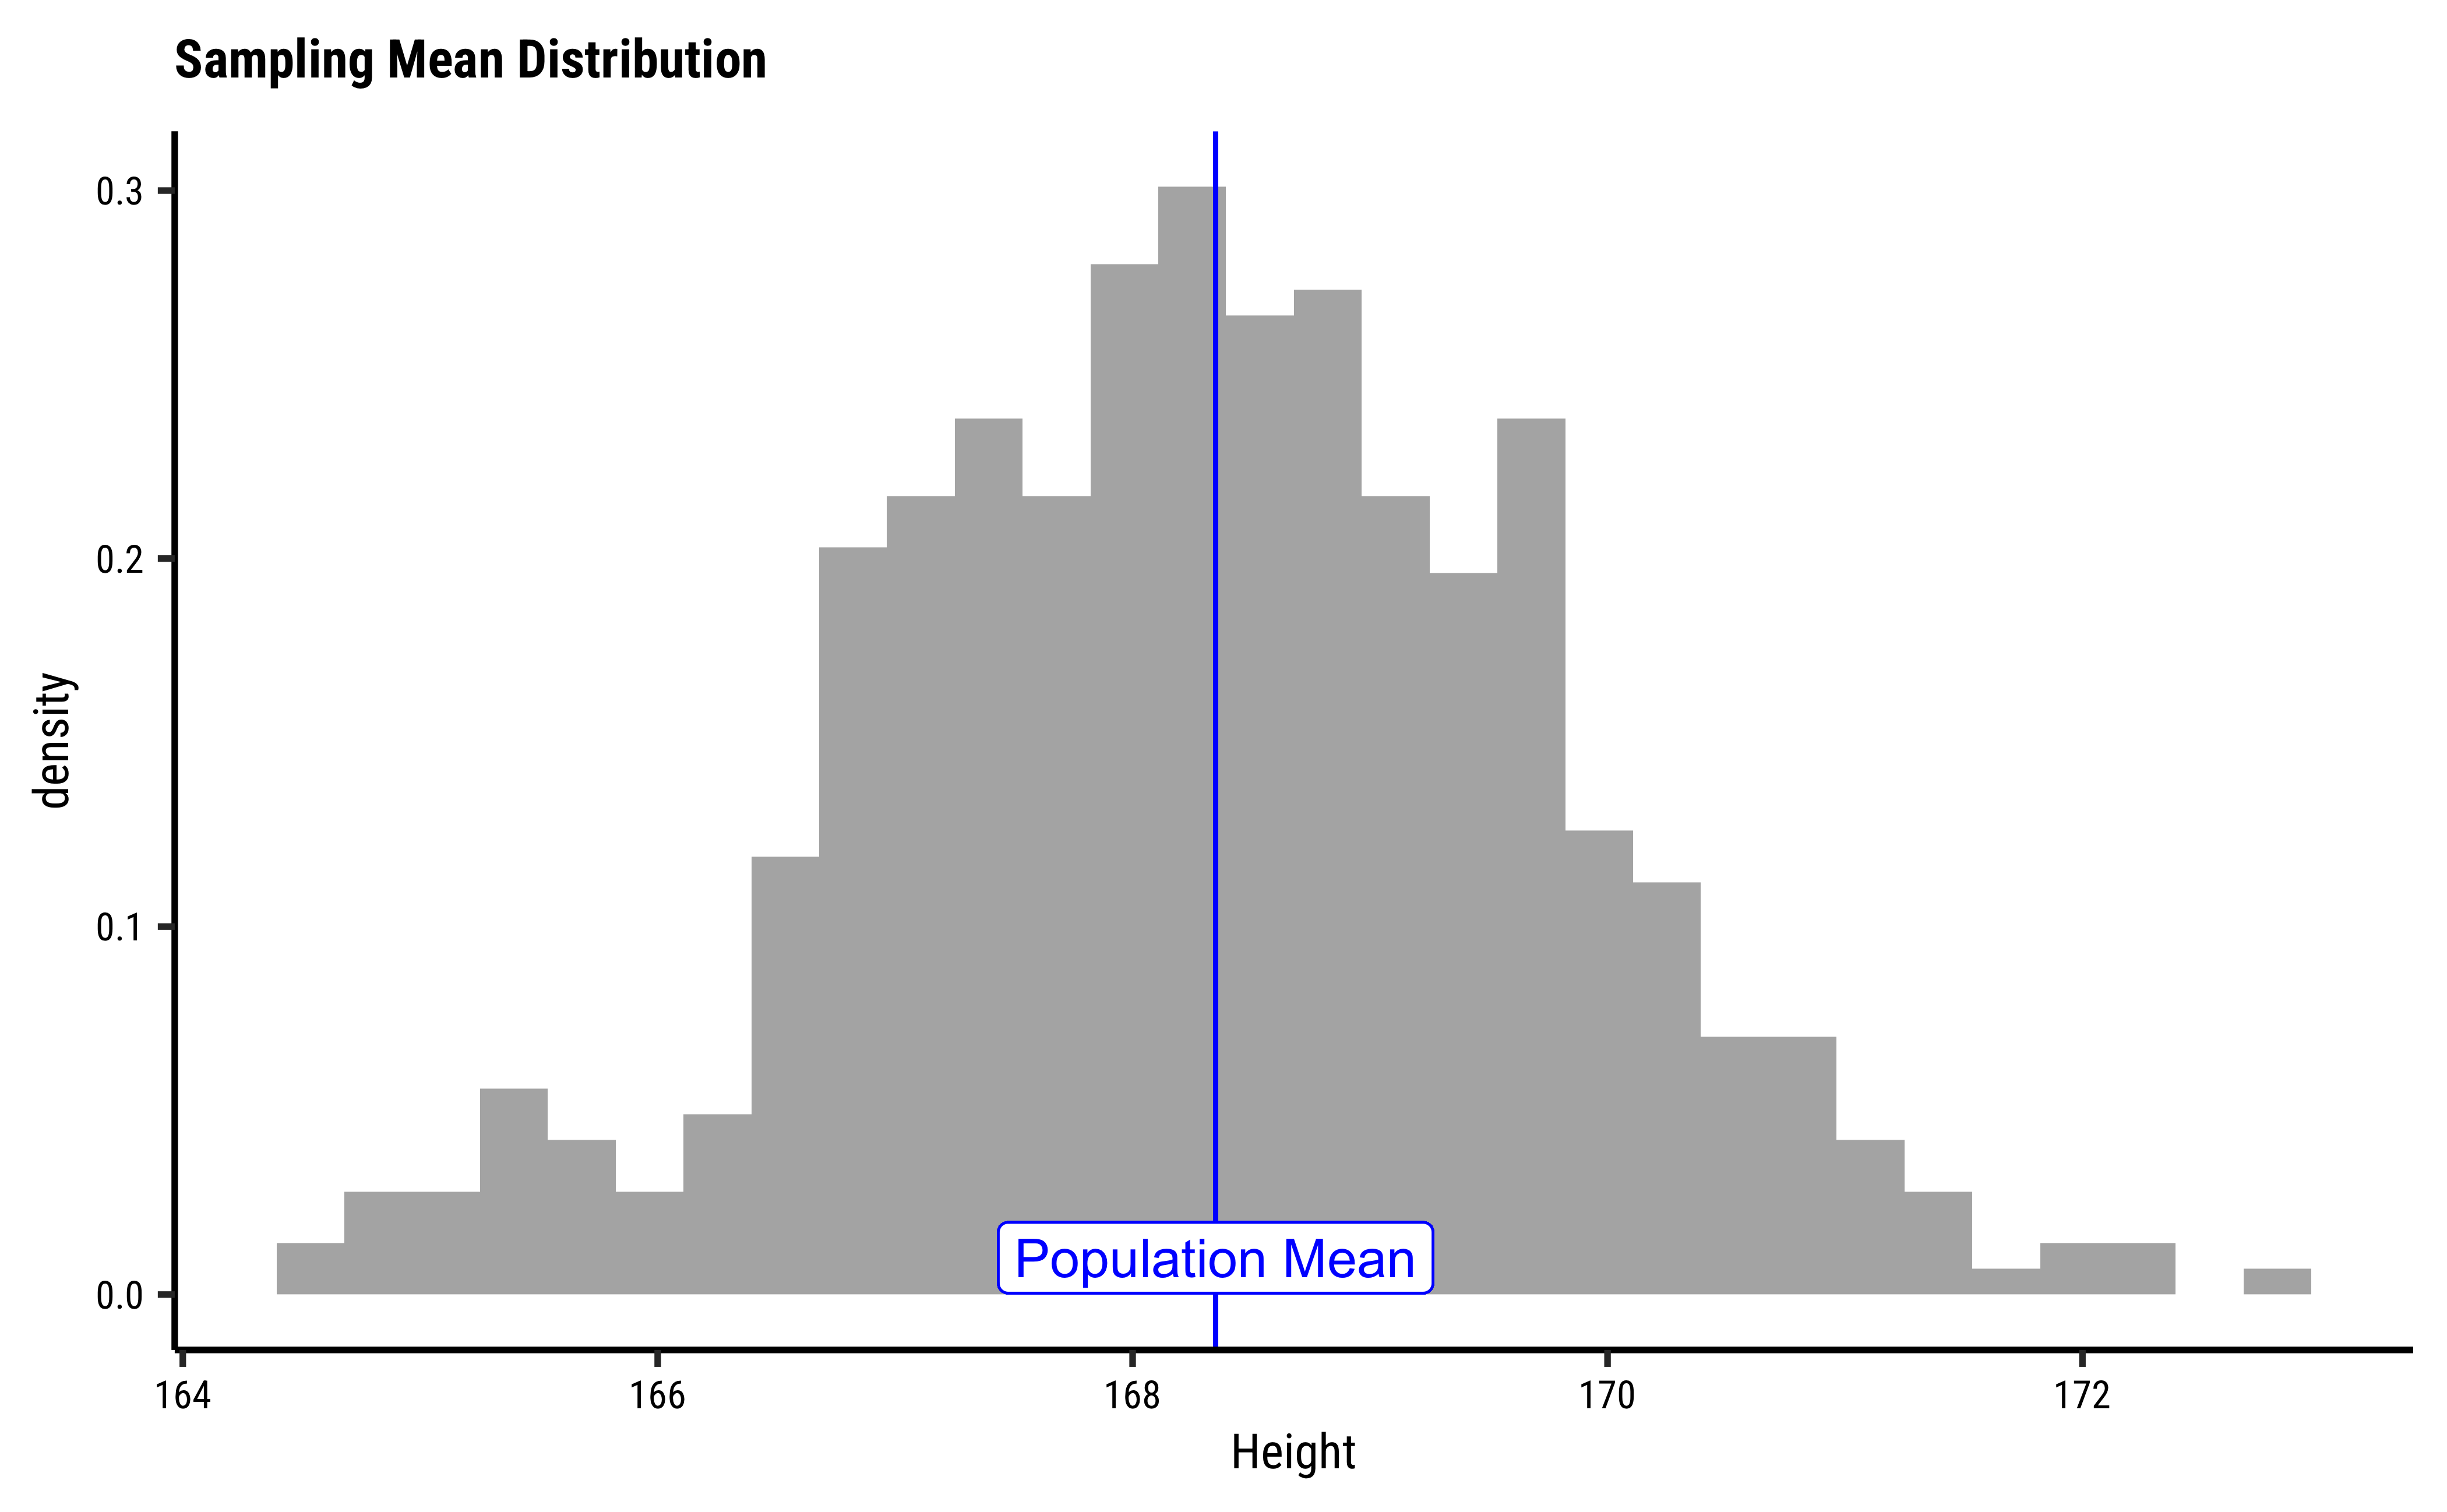 Sampling Mean Distribution
0.3
0.2
0.1
0.0
density
Population Mean
164 166 168 170 172
Height